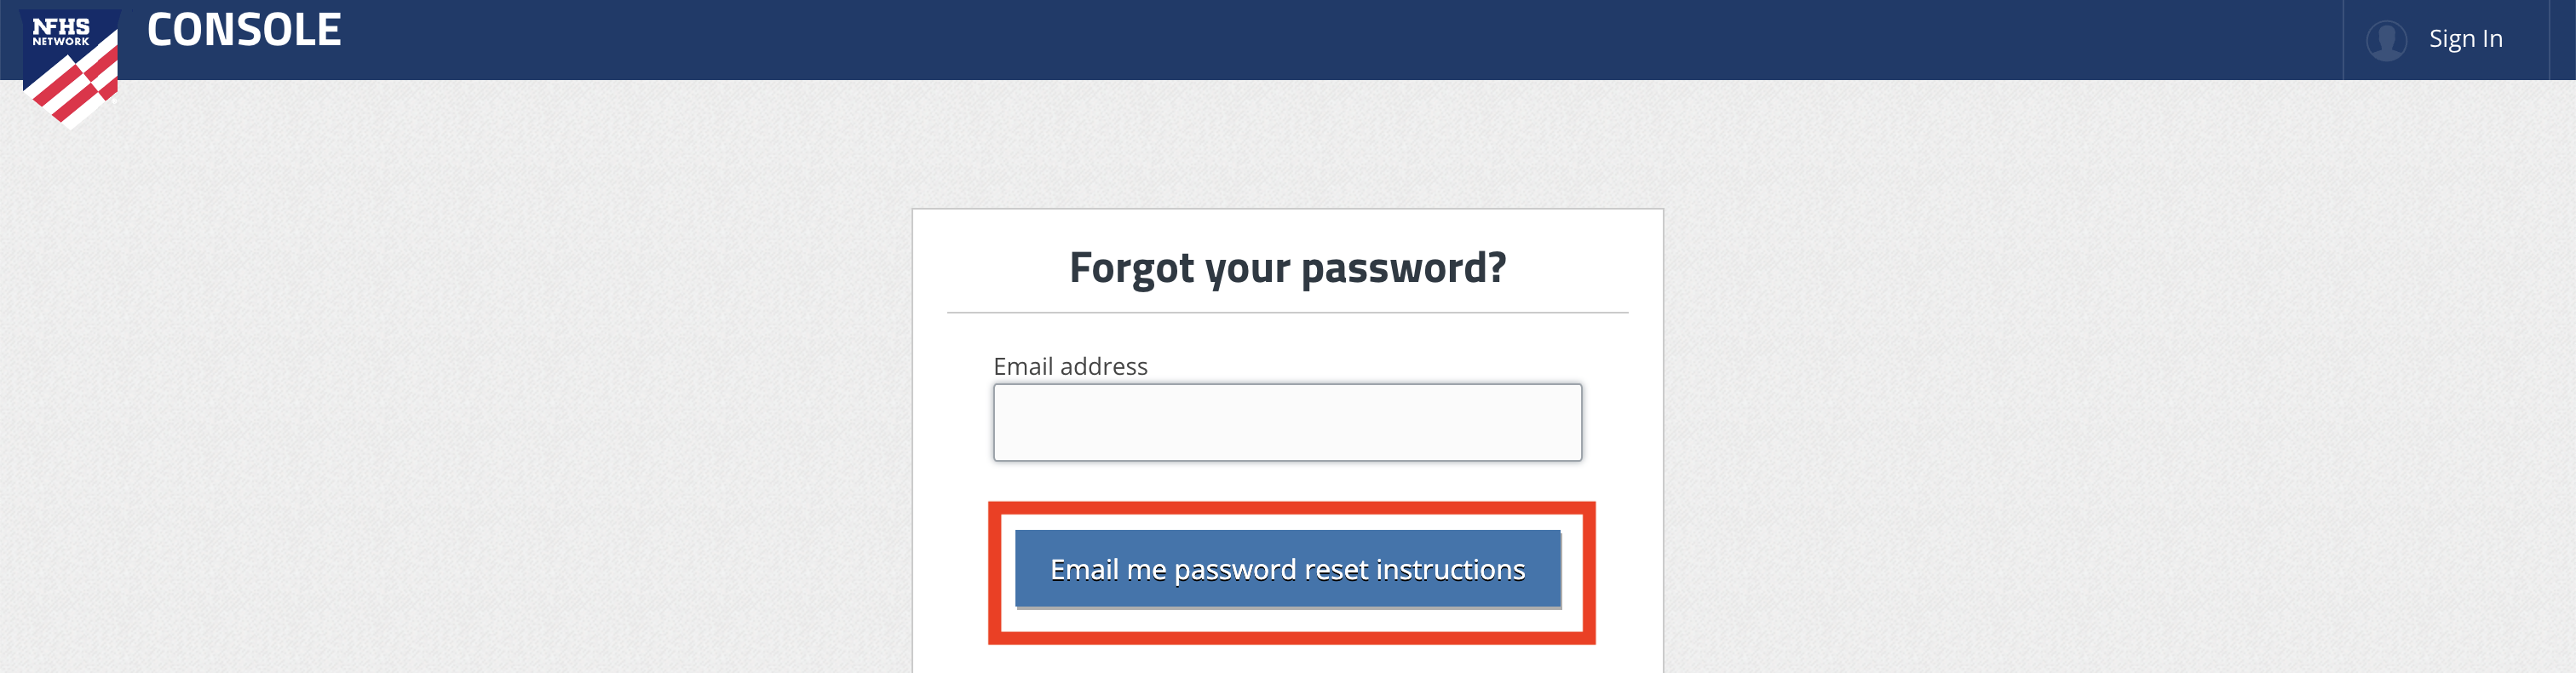 NFHS
NETWORK
CONSOLE
Sign In
Forgot your password?
Email address
Email me password reset instructions